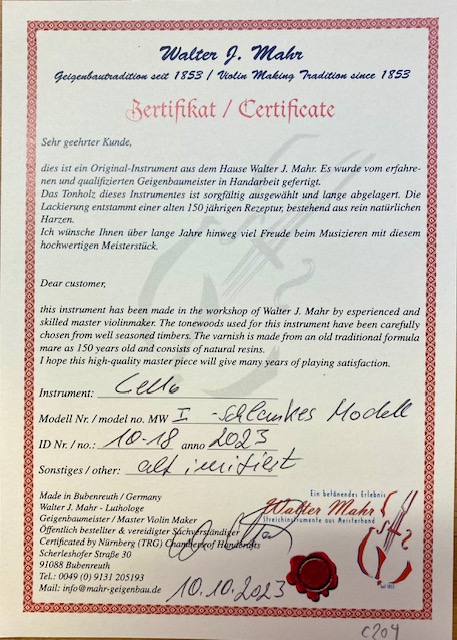 Walter J. Mahr
Geigenbautradition seit 1853 / Violin Making Tradition since 1853
Zertifikat / Certificate
Sehr geehrter Kunde,
dies ist ein Original-Instrument aus dem Hause Walter J. Mahr. Es wurde vom erfahre-
nen und qualifizierten Geigenbaumeister in Handarbeit gefertigt.
Das Tonholz dieses Instrumentes ist sorgfältig ausgewählt und lange abgelagert. Die
Lackierung entstammt einer alten 150 jährigen Rezeptur, bestehend aus rein natürlichen
Harzen.
Ich wünsche Ihnen über lange Jahre hinweg viel Freude beim Musizieren mit diesem
hochwertigen Meisterstück.
Dear customer,
this instrument has been made in the workshop of Walter J. Mahr by esperienced and
skilled master violinmaker. The tonewoods used for this instrument have been carefully
chosen from well seasoned timbers. The varnish is made from an old traditional formula
mare as 150 years old and consists of natural resins.
I hope this high-quality master piece will give many years of playing satisfaction.
Instrument: Cello
Modell Nr. / model no. MW I - schlankes Modell
ID Nr. / no.: 10-18 anno 2023
Sonstiges / other: alt imitiert
Made in Bubenreuth / Germany
Walter J. Mahr - Luthologe
Geigenbaumeister / Master Violin Maker
Öffentlich bestellter & vereidigter Sachverständiger
Certificated by Nürnberg (TRG) Chamber of Handcrafts
Scherleshofer Straße 30
91088 Bubenreuth
Tel.: 0049 (0) 9131 205193
Mail: info@mahr-geigenbau.de 10.10.2023
Ein betönendes Erlebnis
Walter Mahr
Streichinstrumente aus Meisterhand
Seit 1853
C204